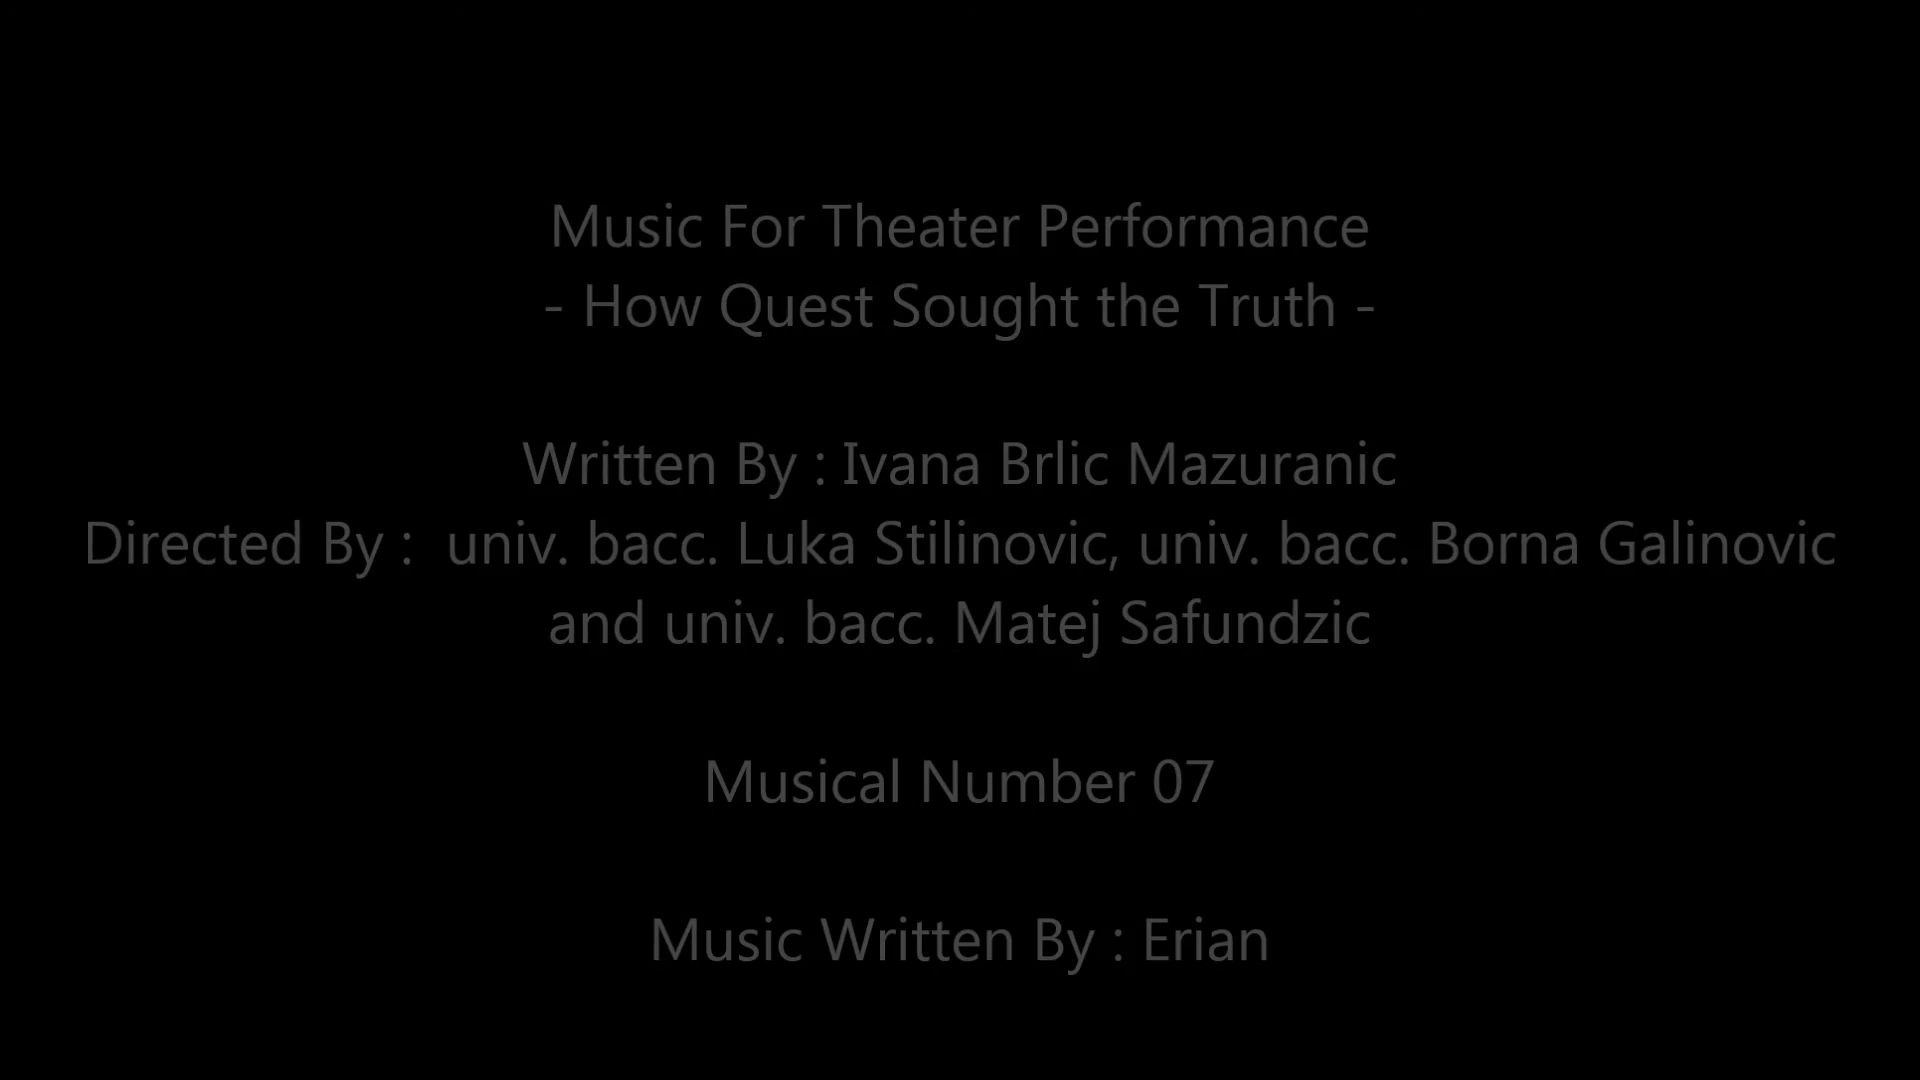 Music For Theater Performance
- How Quest Sought the Truth -
Written By : Ivana Brlic Mazuranic
Directed By :  univ. bacc. Luka Stilinovic, univ. bacc. Borna Galinovic
and univ. bacc. Matej Safundzic
Musical Number 07
Music Written By : Erian